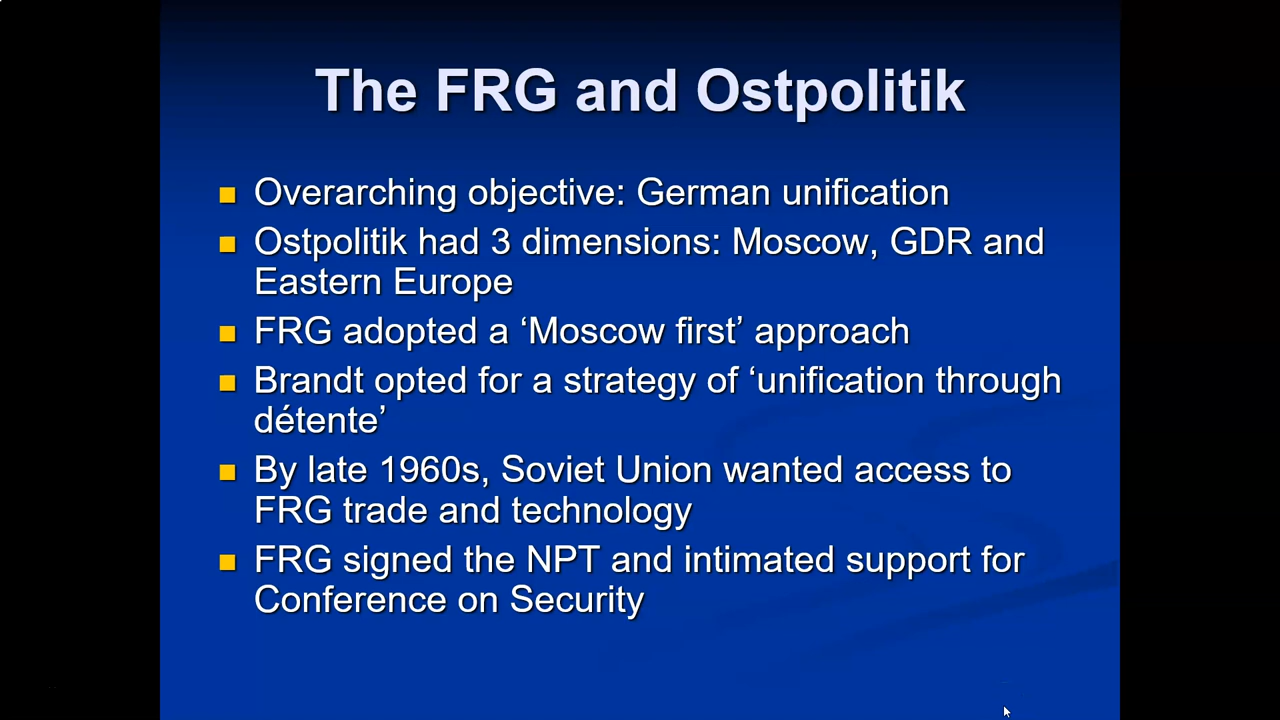 The FRG and Ostpolitik
Overarching objective: German unification
Ostpolitik had 3 dimensions: Moscow, GDR and
Eastern Europe
FRG adopted a ‘Moscow first’ approach
Brandt opted for a strategy of ‘unification through
détente’
By late 1960s, Soviet Union wanted access to
FRG trade and technology
FRG signed the NPT and intimated support for
Conference on Security